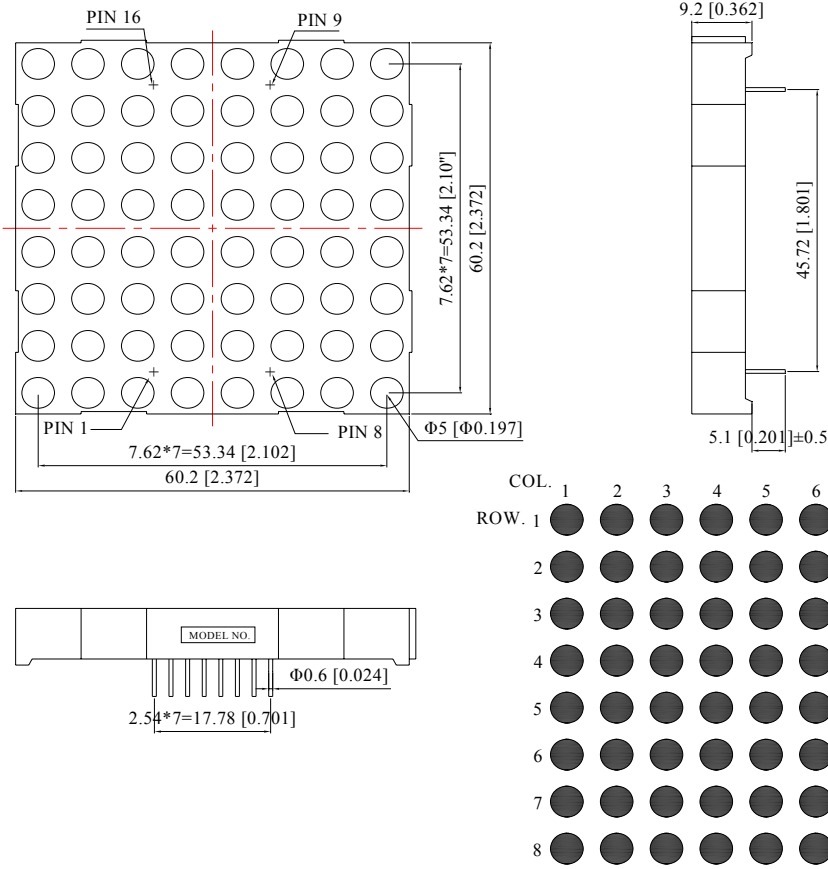 PIN 16
PIN 9
7.62*7=53.34 [2.10"]
60.2 [2.372]
PIN 1
PIN 8
Φ5 [Φ0.197]
7.62*7=53.34 [2.102]
60.2 [2.372]
9.2 [0.362]
45.72 [1.801]
5.1 [0.201]±0.5
MODEL NO.
Φ0.6 [0.024]
2.54*7=17.78 [0.701]
COL. 1 2 3 4 5 6
ROW. 1
2
3
4
5
6
7
8